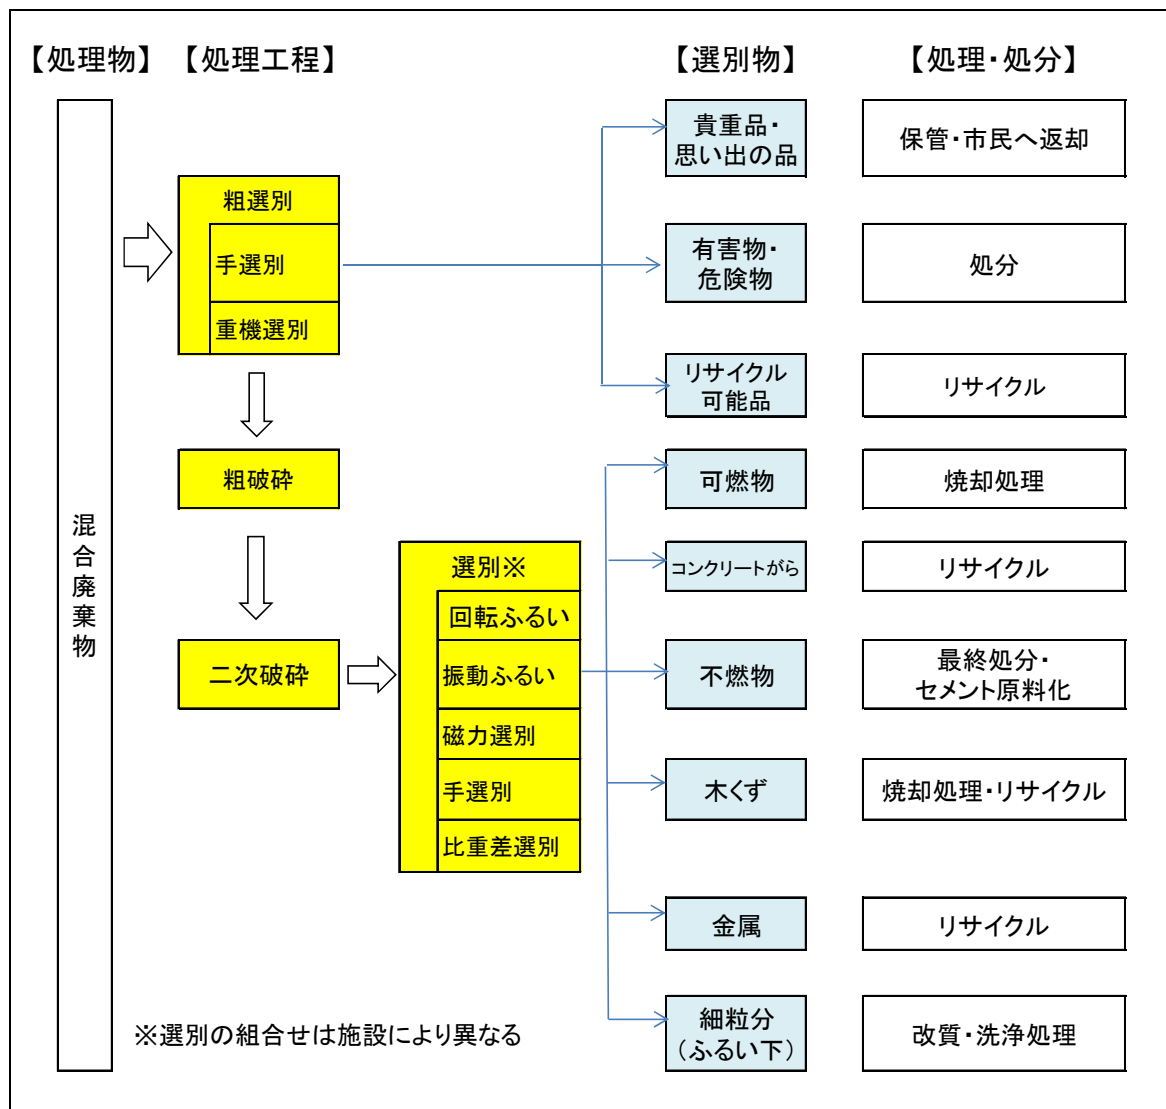 【処理物】 【処理工程】 【選別物】 【処理・処分】
混合廃棄物
粗選別
手選別
重機選別
粗破砕
二次破砕
選別※
回転ふるい
振動ふるい
磁力選別
手選別
比重差選別
貴重品・
思い出の品
保管・市民へ返却
有害物・
危険物
処分
リサイクル
可能品
リサイクル
可燃物
焼却処理
コンクリートがら
リサイクル
不燃物
最終処分・
セメント原料化
木くず
焼却処理・リサイクル
金属
リサイクル
細粒分
（ふるい下）
改質・洗浄処理
※選別の組合せは施設により異なる